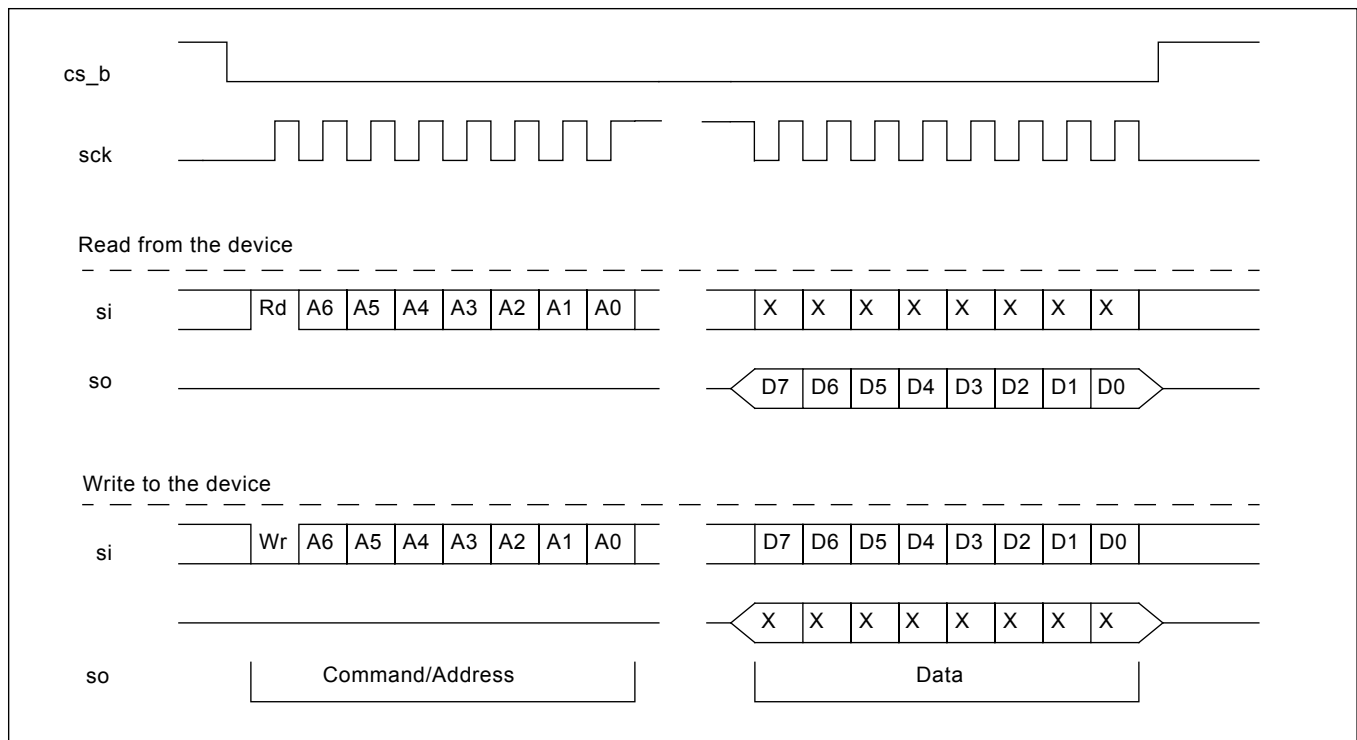 cs_b
sck
Read from the device
si Rd A6 A5 A4 A3 A2 A1 A0 X X X X X X X X
so D7 D6 D5 D4 D3 D2 D1 D0
Write to the device
si Wr A6 A5 A4 A3 A2 A1 A0 D7 D6 D5 D4 D3 D2 D1 D0
X X X X X X X X
so Command/Address Data